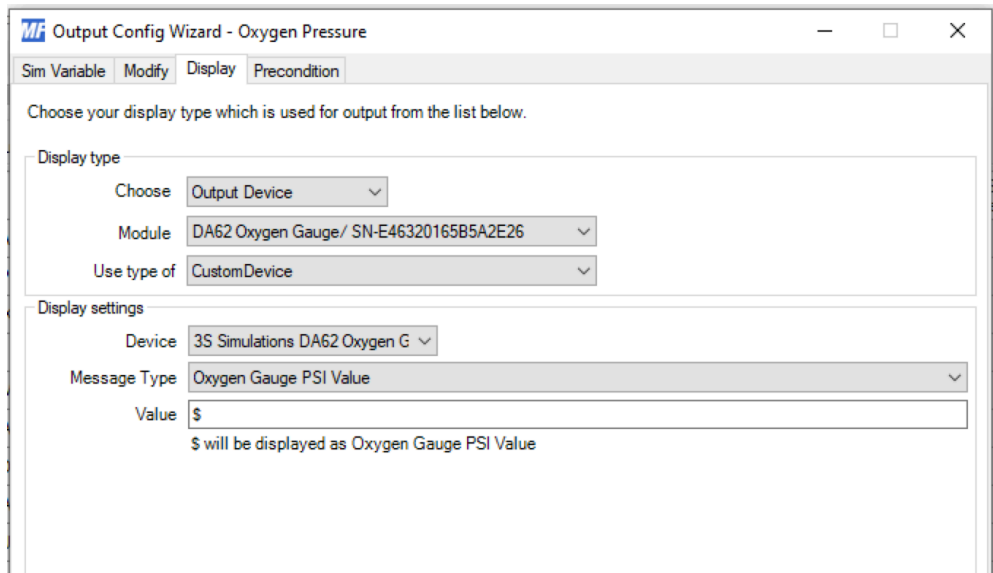 MF Output Config Wizard - Oxygen Pressure
Sim Variable Modify Display Precondition
Choose your display type which is used for output from the list below.
Display type
Choose Output Device
Module DA62 Oxygen Gauge/ SN-E46320165B5A2E26
Use type of CustomDevice
Display settings
Device 3S Simulations DA62 Oxygen G
Message Type Oxygen Gauge PSI Value
Value $
$ will be displayed as Oxygen Gauge PSI Value